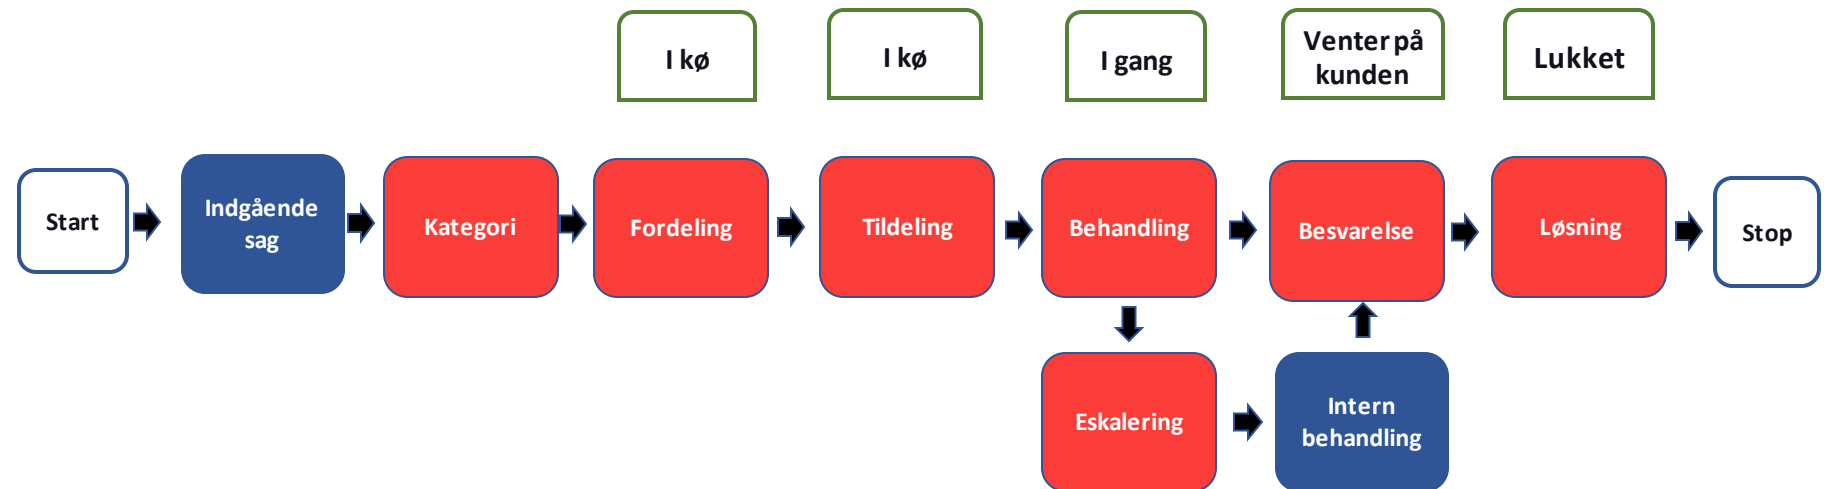 I kø
I kø
I gang
Venter på
kunden
Lukket
Start
Indgående
sag
Kategori
Fordeling
Tildeling
Behandling
Besvarelse
Løsning
Stop
Eskalering
Intern
behandling